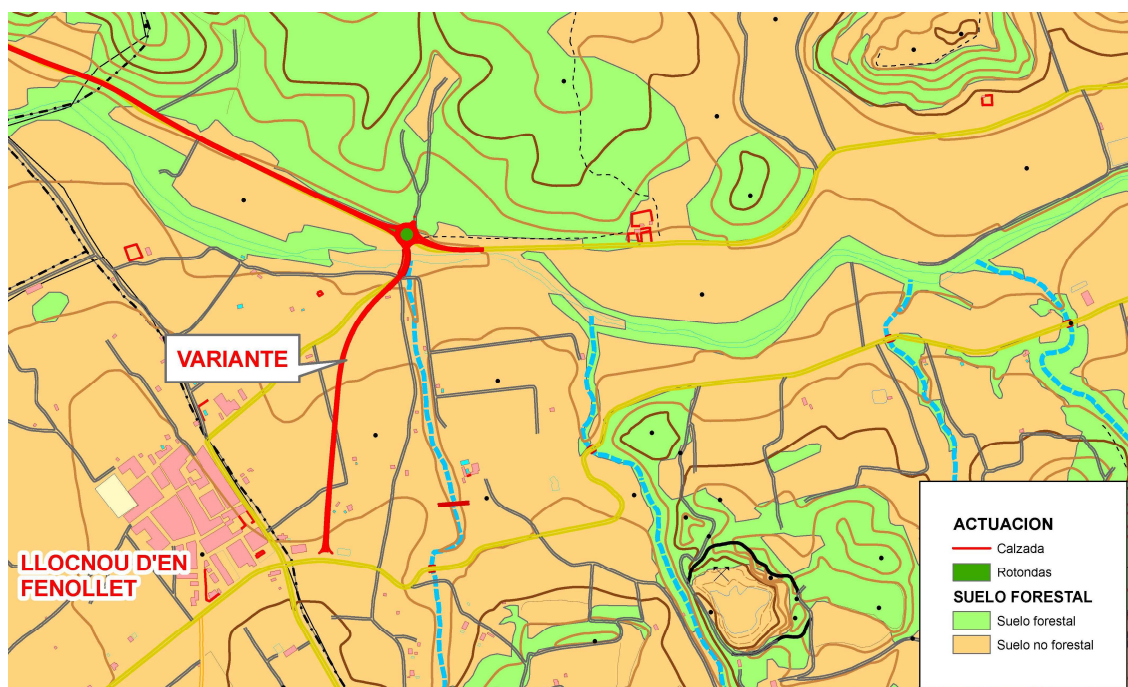 VARIANTE
LLOCNOU D'EN
FENOLLET
ACTUACION
Calzada
Rotondas
SUELO FORESTAL
Suelo forestal
Suelo no forestal